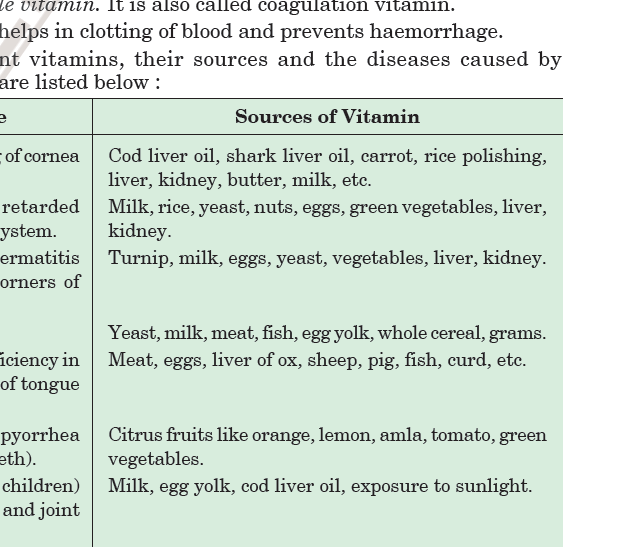 le vitamin. It is also called coagulation vitamin.
helps in clotting of blood and prevents haemorrhage.
nt vitamins, their sources and the diseases caused by
are listed below :
e Sources of Vitamin
g of cornea Cod liver oil, shark liver oil, carrot, rice polishing,
liver, kidney, butter, milk, etc.
retarded Milk, rice, yeast, nuts, eggs, green vegetables, liver,
ystem. kidney.
ermatitis Turnip, milk, eggs, yeast, vegetables, liver, kidney.
orners of
Yeast, milk, meat, fish, egg yolk, whole cereal, grams.
iciency in Meat, eggs, liver of ox, sheep, pig, fish, curd, etc.
of tongue
pyorrhea Citrus fruits like orange, lemon, amla, tomato, green
eth). vegetables.
children) Milk, egg yolk, cod liver oil, exposure to sunlight.
and joint